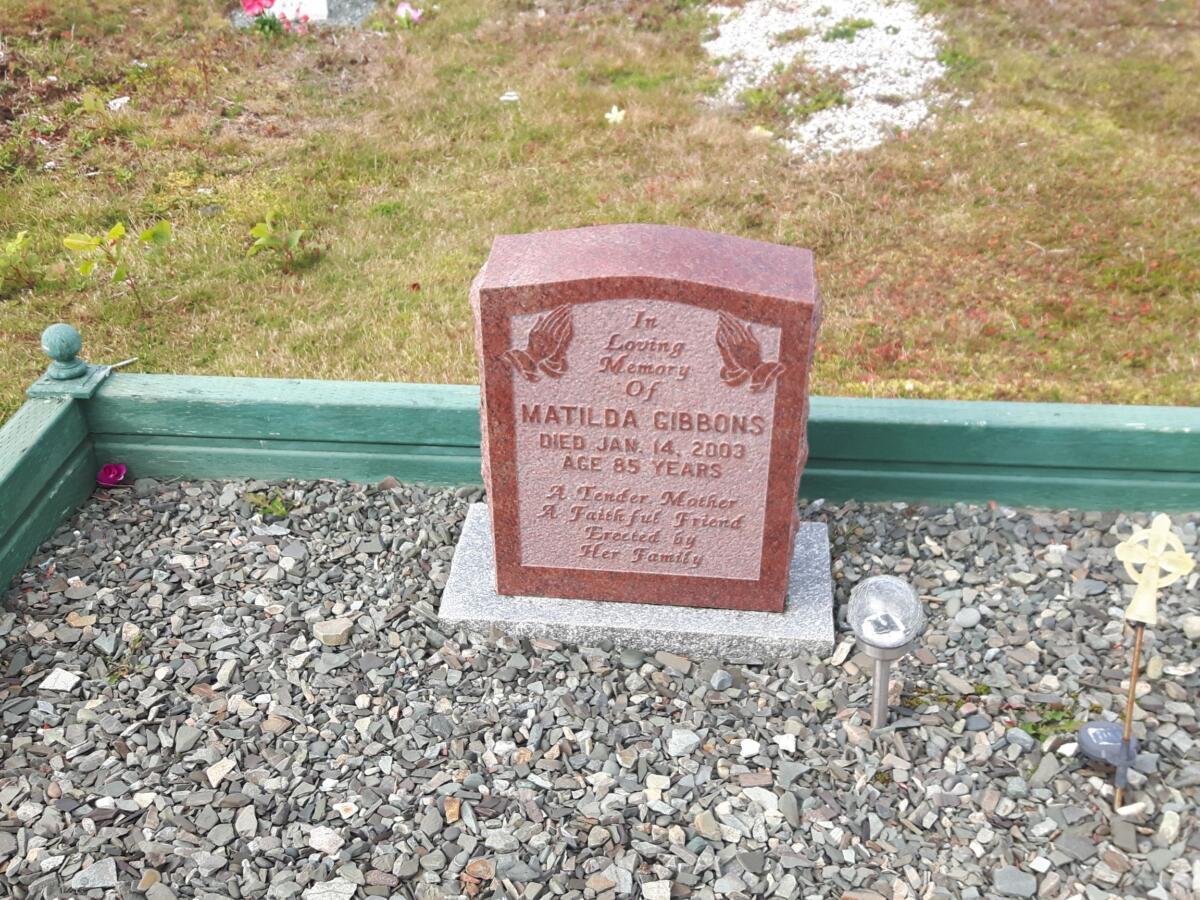 In
Loving
Memory
Of
MATILDA GIBBONS
DIED JAN. 14, 2003
AGE 85 YEARS
A Tender Mother
A Faithful Friend
Erected by
Her Family